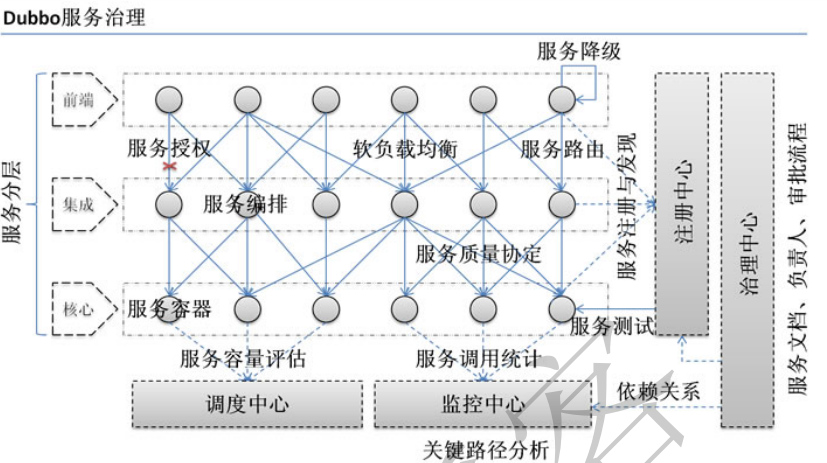 Dubbo服务治理
服务降级
前端
服务授权
软负载均衡
服务路由
服务分层
集成
服务编排
服务注册与发现
注册中心
治理中心
服务文档、负责人、审批流程
服务质量协定
核心
服务容器
服务测试
服务容量评估
服务调用统计
调度中心
监控中心
依赖关系
关键路径分析